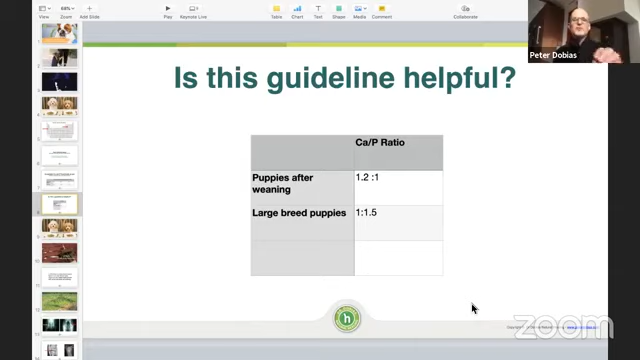 View
Zoom
Add Slide
Play
Keynote Live
Table
Chart
Text
Shape
Media
Comment
Collaborate
Peter Dobias
Is this guideline helpful?
Ca/P Ratio
Puppies after
weaning
1.2 :1
Large breed puppies
1:1.5
h
zoom